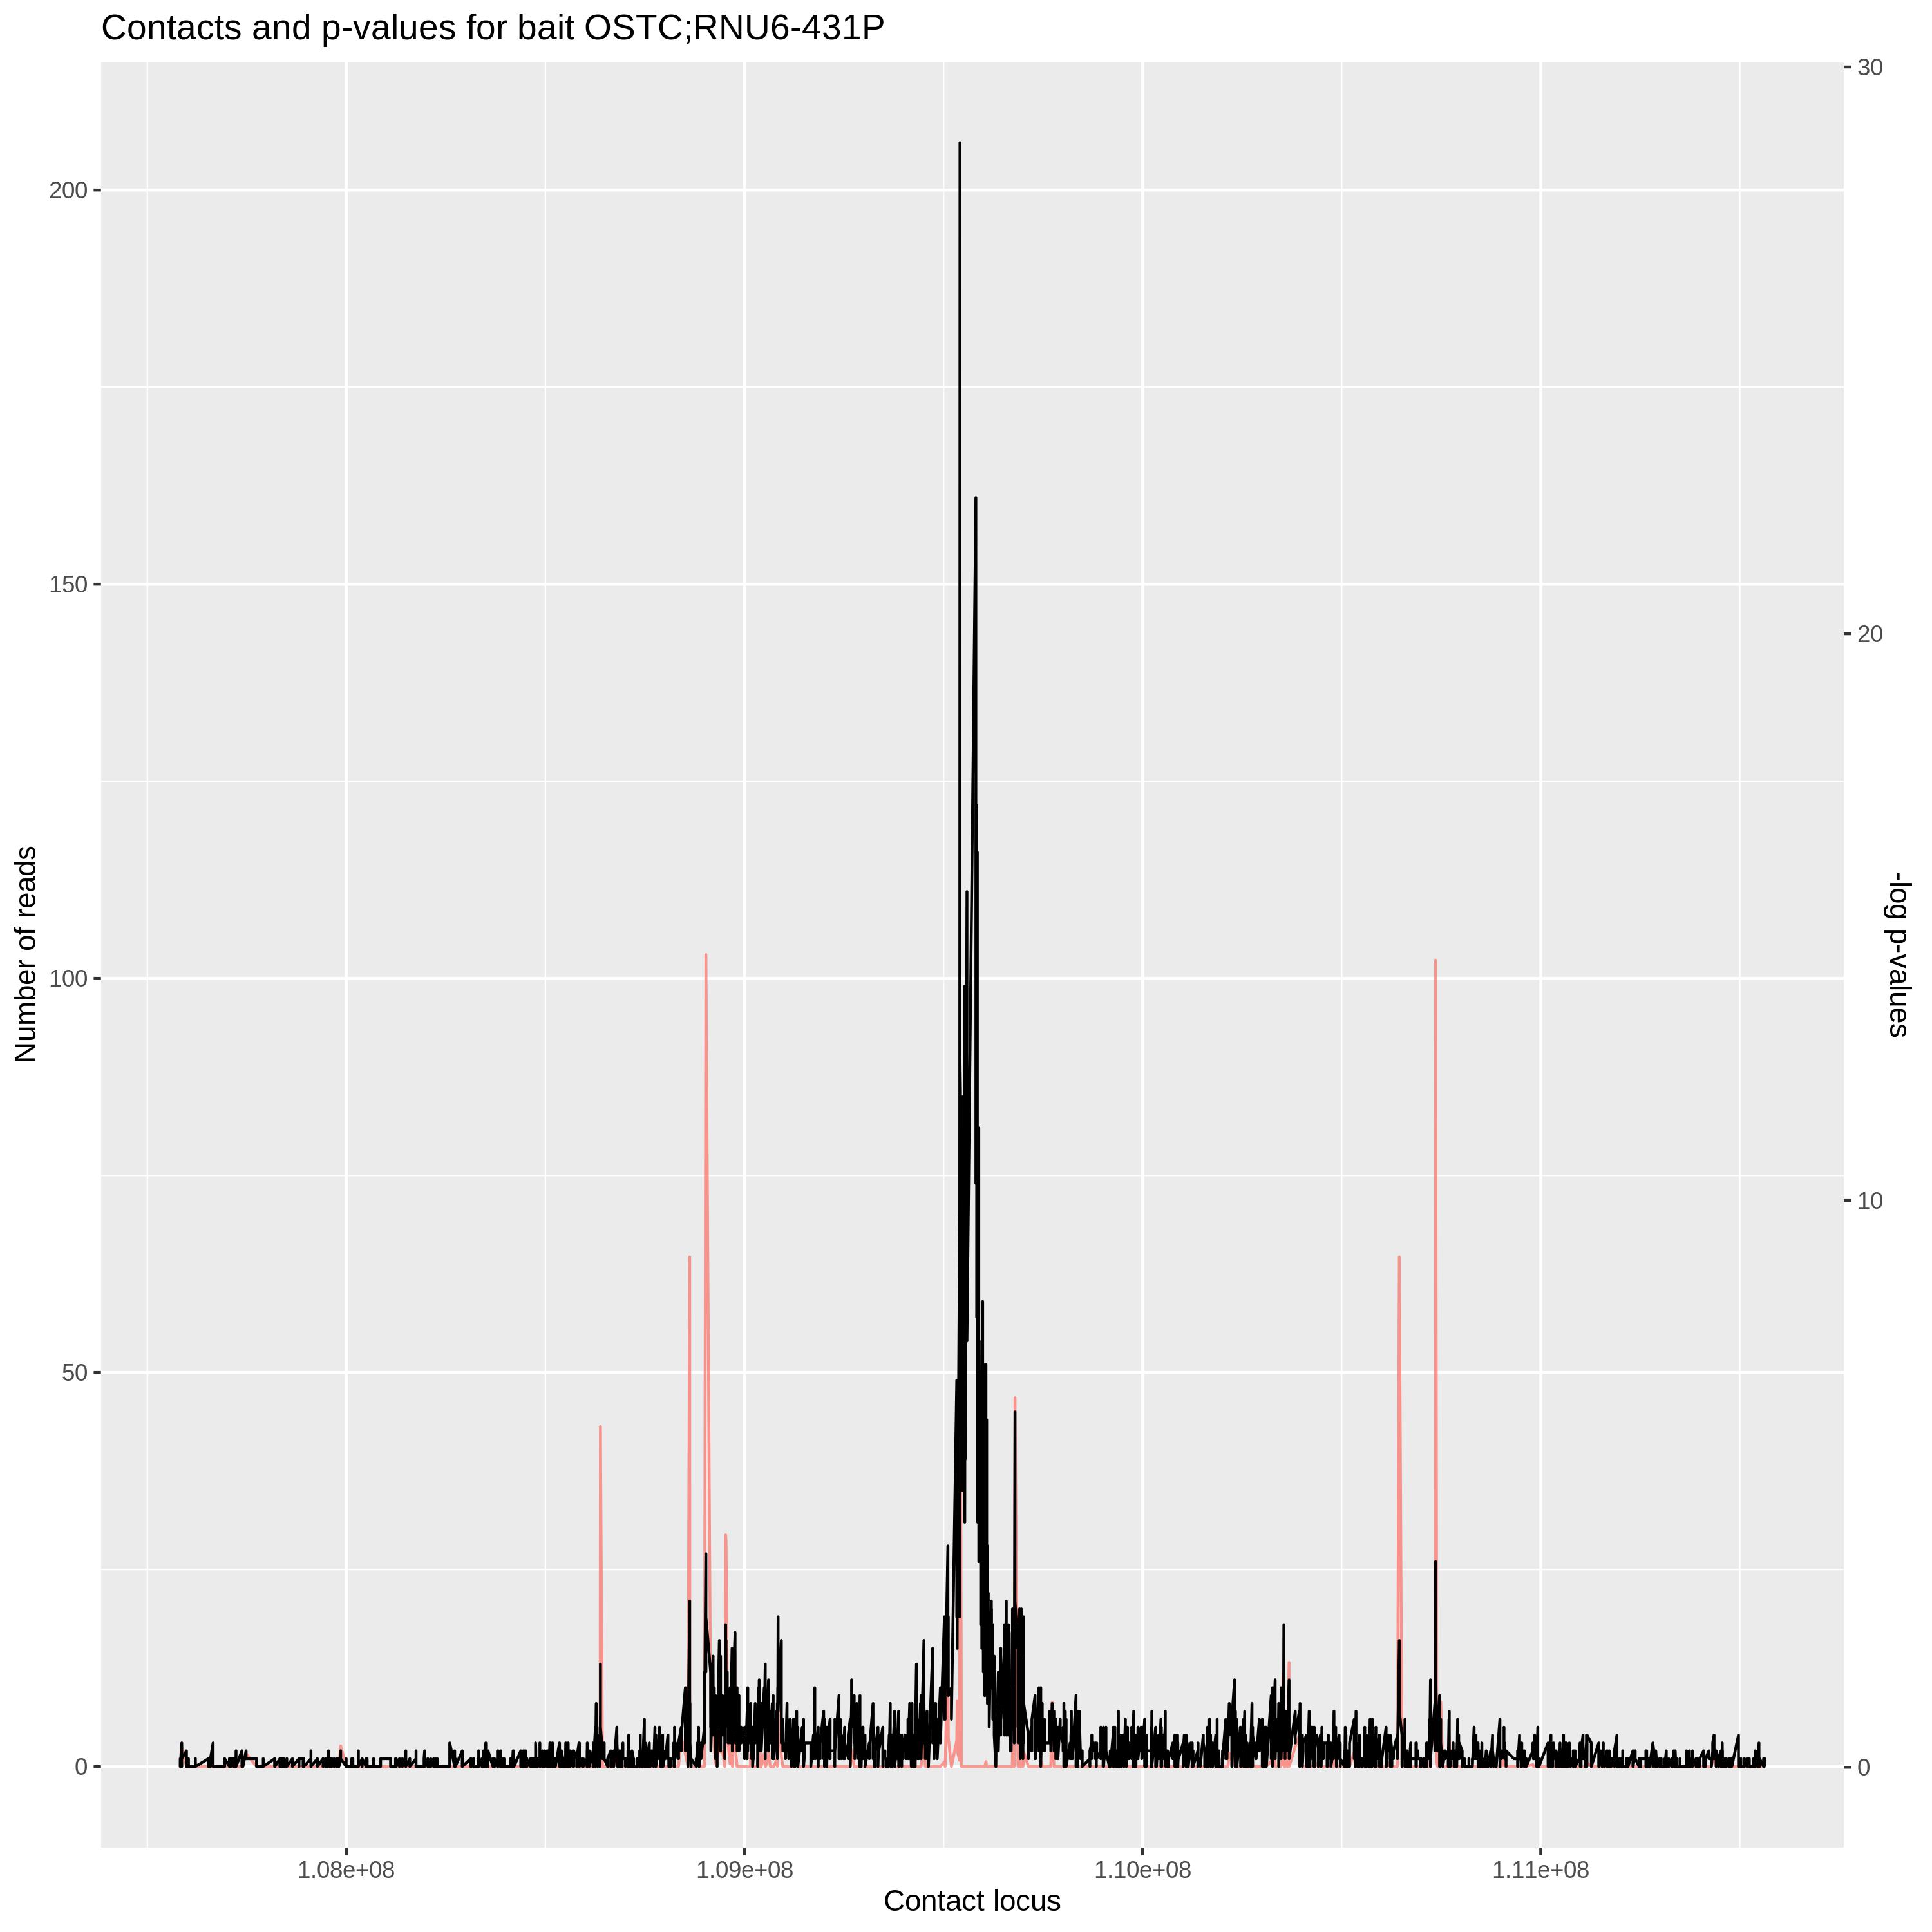 Contacts and p-values for bait OSTC;RNU6-431P
30
200
20
150
Number of reads
-log p-values
100
10
50
0
0
1.08e+08
1.09e+08
1.10e+08
1.11e+08
Contact locus